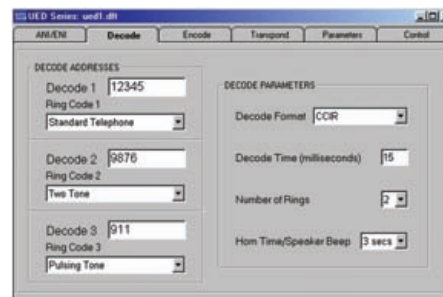 UED Series: ued1.dft
ANI/ENI Decode Encode Transpond Parameters Control
DECODE ADDRESSES
Decode 1 12345
Ring Code 1
Standard Telephone
Decode 2 9876
Ring Code 2
Two Tone
Decode 3 911
Ring Code 3
Pulsing Tone
DECODE PARAMETERS
Decode Format CCIR
Decode Time (milliseconds) 15
Number of Rings 2
Horn Time/Speaker Beep 3 secs